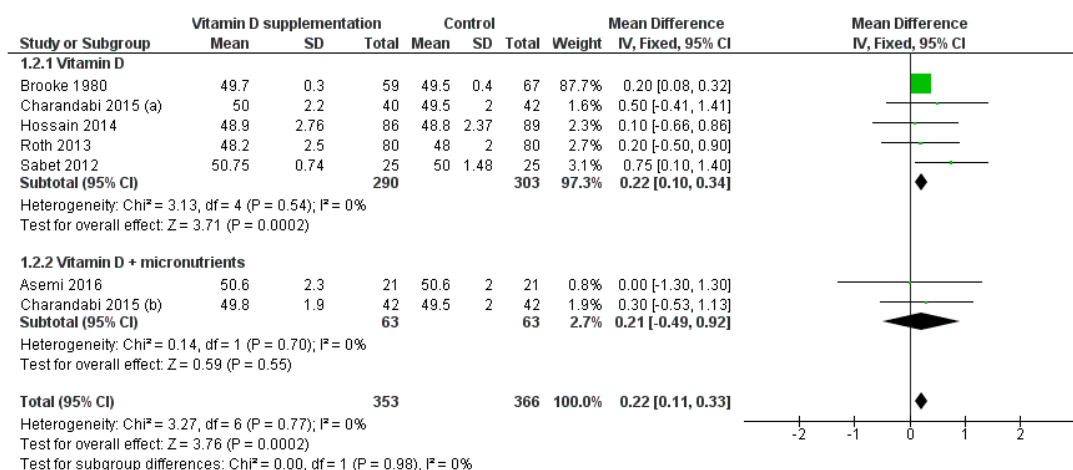 Vitamin D supplementation Control Mean Difference Mean Difference
Study or Subgroup Mean SD Total Mean SD Total Weight IV, Fixed, 95% CI IV, Fixed, 95% CI
1.2.1 Vitamin D
Brooke 1980 49.7 0.3 59 49.5 0.4 67 87.7% 0.20 [0.08, 0.32]
Charandabi 2015 (a) 50 2.2 40 49.5 2 42 1.6% 0.50 [-0.41, 1.41]
Hossain 2014 48.9 2.76 86 48.8 2.37 89 2.3% 0.10 [-0.66, 0.86]
Roth 2013 48.2 2.5 80 48 2 80 2.7% 0.20 [-0.50, 0.90]
Sabet 2012 50.75 0.74 25 50 1.48 25 3.1% 0.75 [0.10, 1.40]
Subtotal (95% CI) 290 303 97.3% 0.22 [0.10, 0.34]
Heterogeneity: Chi² = 3.13, df = 4 (P = 0.54); I² = 0%
Test for overall effect: Z = 3.71 (P = 0.0002)
1.2.2 Vitamin D + micronutrients
Asemi 2016 50.6 2.3 21 50.6 2 21 0.8% 0.00 [-1.30, 1.30]
Charandabi 2015 (b) 49.8 1.9 42 49.5 2 42 1.9% 0.30 [-0.53, 1.13]
Subtotal (95% CI) 63 63 2.7% 0.21 [-0.49, 0.92]
Heterogeneity: Chi² = 0.14, df = 1 (P = 0.70); I² = 0%
Test for overall effect: Z = 0.59 (P = 0.55)
Total (95% CI) 353 366 100.0% 0.22 [0.11, 0.33]
Heterogeneity: Chi² = 3.27, df = 6 (P = 0.77); I² = 0%
-2 -1 0 1 2
Test for overall effect: Z = 3.76 (P = 0.0002)
Test for subgroup differences: Chi² = 0.00, df = 1 (P = 0.98), I² = 0%